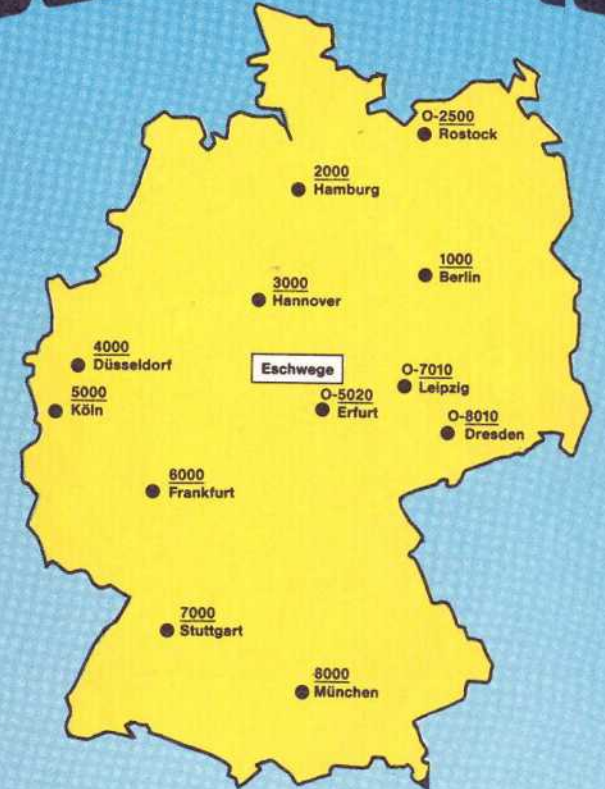 O-2500
Rostock
2000
Hamburg
1000
Berlin
3000
Hannover
4000
Düsseldorf
Eschwege
O-7010
Leipzig
5000
Köln
O-5020
Erfurt
O-8010
Dresden
6000
Frankfurt
7000
Stuttgart
8000
München